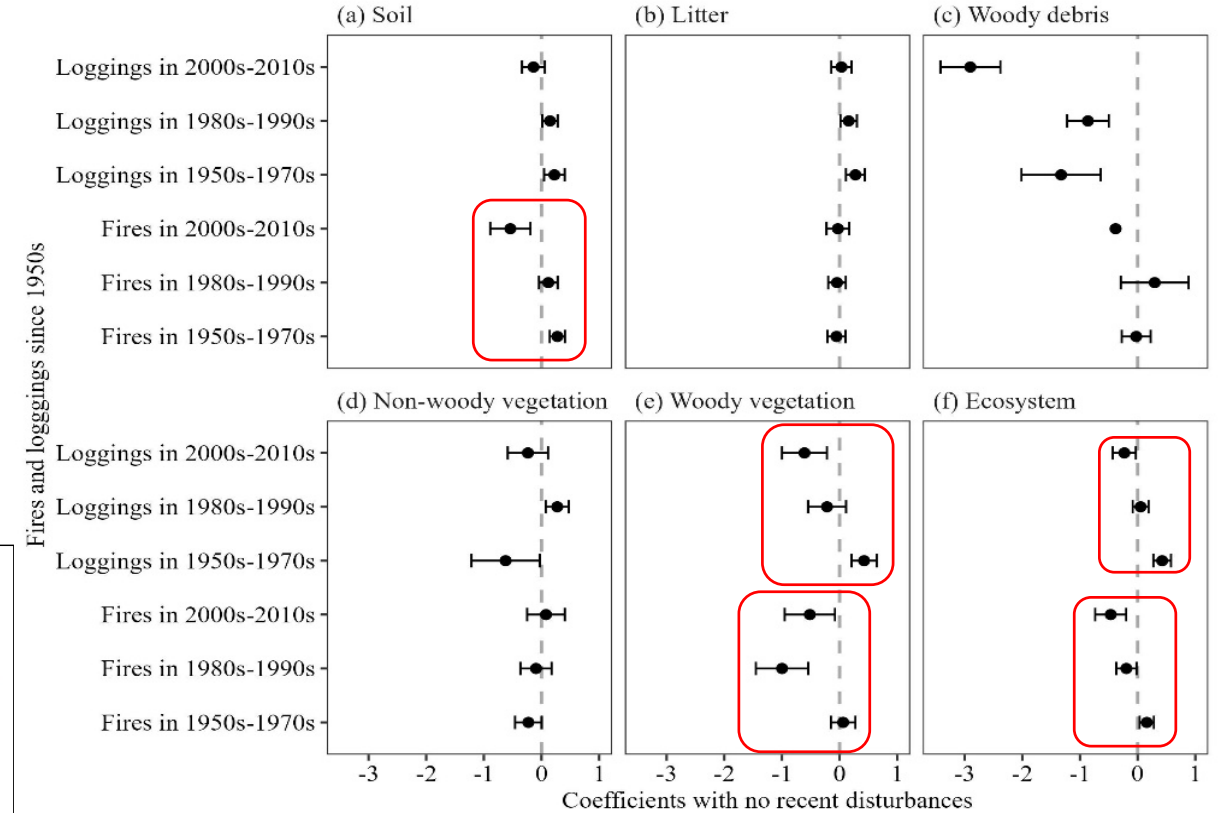 (a) Soil
(b) Litter
(c) Woody debris
Loggings in 2000s-2010s
Loggings in 1980s-1990s
Loggings in 1950s-1970s
Fires in 2000s-2010s
Fires in 1980s-1990s
Fires in 1950s-1970s
Fires and loggings since 1950s
(d) Non-woody vegetation
(e) Woody vegetation
(f) Ecosystem
Loggings in 2000s-2010s
Loggings in 1980s-1990s
Loggings in 1950s-1970s
Fires in 2000s-2010s
Fires in 1980s-1990s
Fires in 1950s-1970s
-3 -2 -1 0 1
-3 -2 -1 0 1
-3 -2 -1 0 1
Coefficients with no recent disturbances